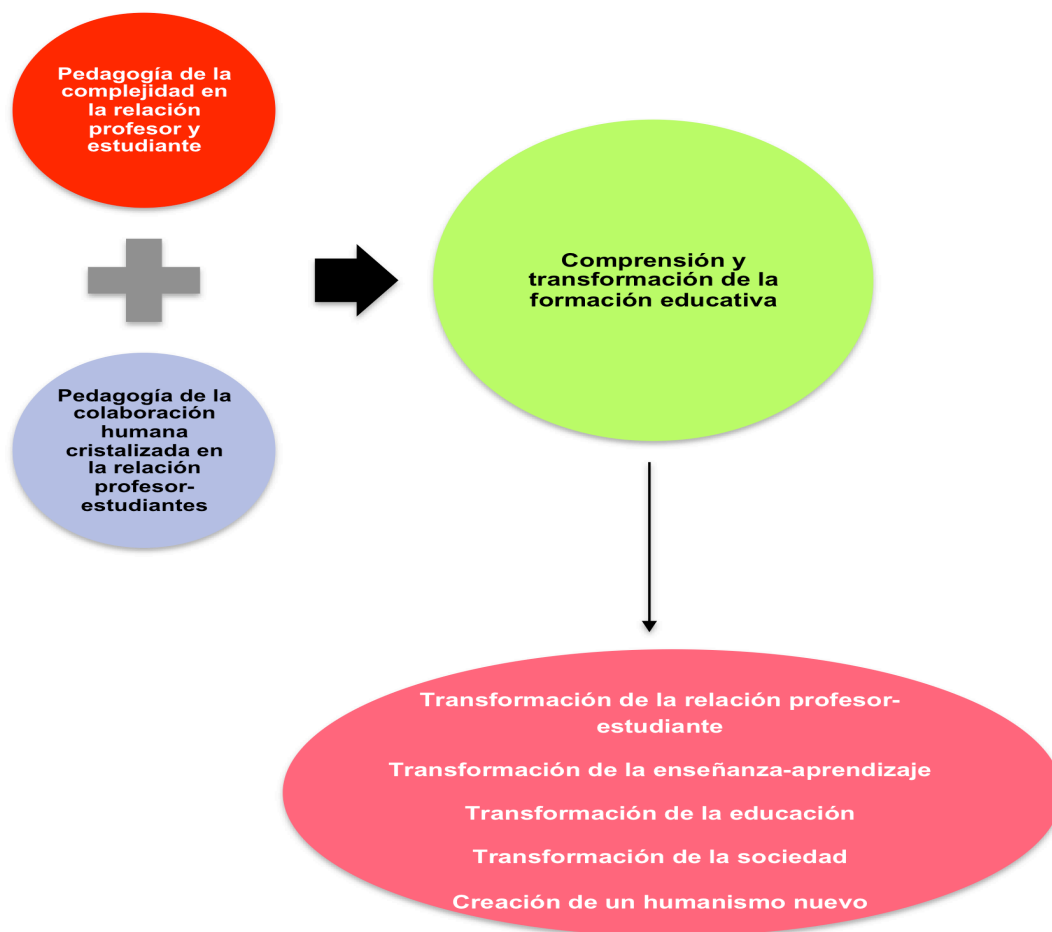 Pedagogía de la
complejidad en
la relación
profesor y
estudiante
Pedagogía de la
colaboración
humana
cristalizada en
la relación
profesor-
estudiantes
Comprensión y
transformación de la
formación educativa
Transformación de la relación profesor-
estudiante
Transformación de la enseñanza-aprendizaje
Transformación de la educación
Transformación de la sociedad
Creación de un humanismo nuevo